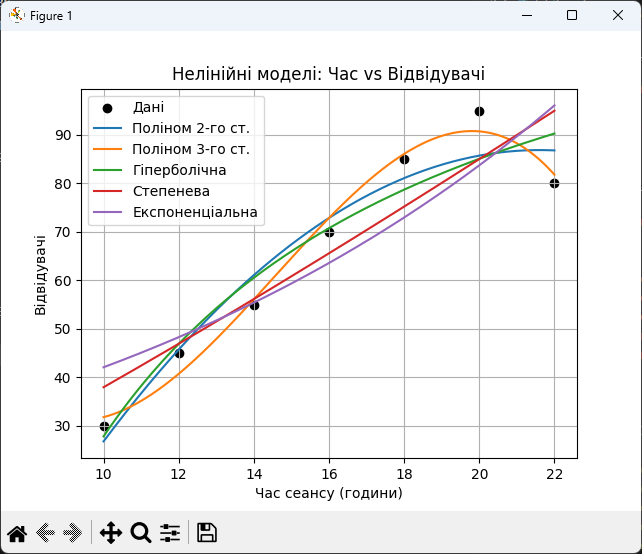 Figure 1
Нелінійні моделі: Час vs Відвідувачі
Дані
Поліном 2-го ст.
Поліном 3-го ст.
Гіперболічна
Степенева
Експоненціальна
Відвідувачі
90
80
70
60
50
40
30
10 12 14 16 18 20 22
Час сеансу (години)